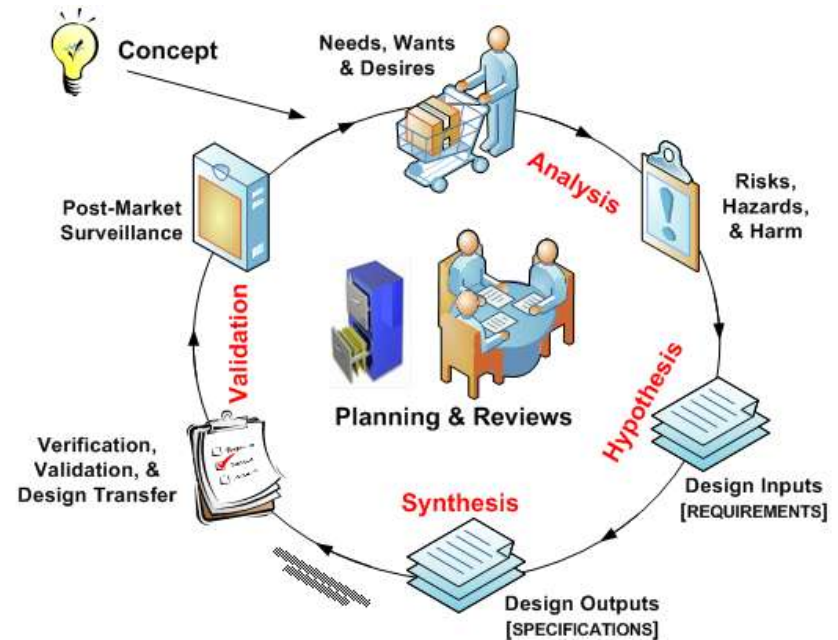 Concept
Needs, Wants
& Desires
Analysis
Risks,
Hazards,
& Harm
Post-Market
Surveillance
Validation
Planning & Reviews
Hypothesis
Verification,
Validation, &
Design Transfer
Synthesis
Design Inputs
[REQUIREMENTS]
Design Outputs
[SPECIFICATIONS]